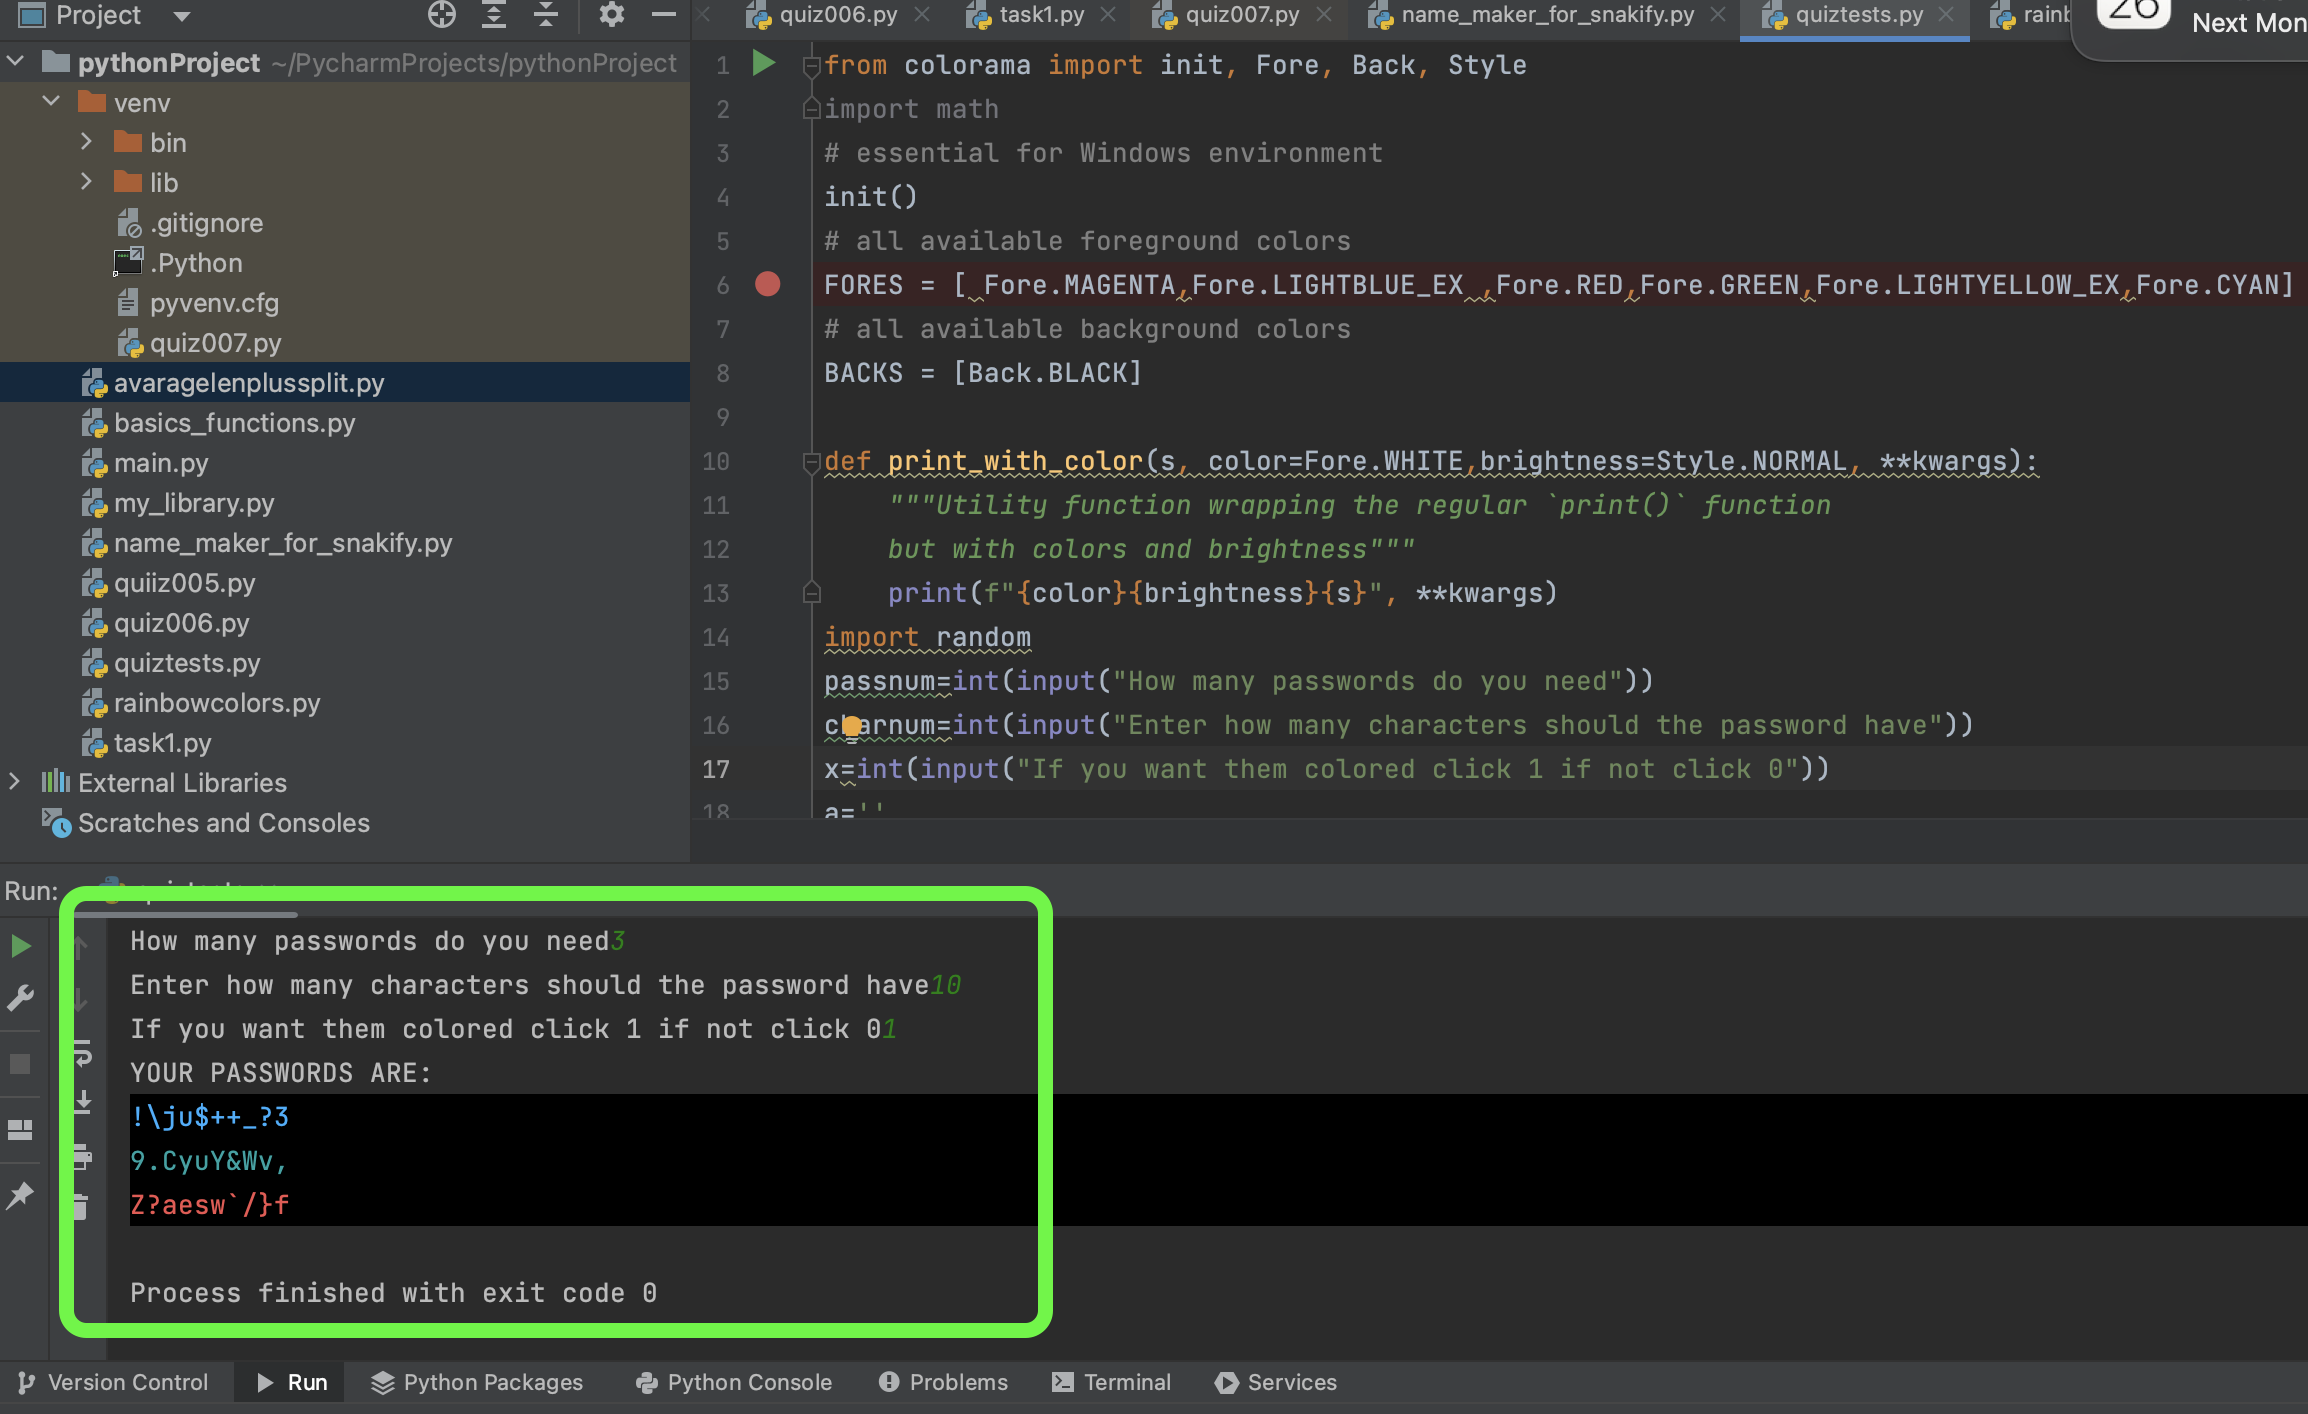 Project
quiz006.py
task1.py
quiz007.py
name_maker_for_snakify.py
quiztests.py
26
Next Mon
pythonProject ~/PycharmProjects/pythonProject
venv
bin
lib
.gitignore
.Python
pyvenv.cfg
quiz007.py
avaragelenplussplit.py
basics_functions.py
main.py
my_library.py
name_maker_for_snakify.py
quiiz005.py
quiz006.py
quiztests.py
rainbowcolors.py
task1.py
External Libraries
Scratches and Consoles
1 from colorama import init, Fore, Back, Style
2 import math
3 # essential for Windows environment
4 init()
5 # all available foreground colors
6 FORES = [ Fore.MAGENTA,Fore.LIGHTBLUE_EX ,Fore.RED,Fore.GREEN,Fore.LIGHTYELLOW_EX,Fore.CYAN]
7 # all available background colors
8 BACKS = [Back.BLACK]
9
10 def print_with_color(s, color=Fore.WHITE,brightness=Style.NORMAL, **kwargs):
11 """Utility function wrapping the regular `print()` function
12 but with colors and brightness"""
13 print(f"{color}{brightness}{s}", **kwargs)
14 import random
15 passnum=int(input("How many passwords do you need"))
16 charnum=int(input("Enter how many characters should the password have"))
17 x=int(input("If you want them colored click 1 if not click 0"))
18 a=''
Run:
How many passwords do you need3
Enter how many characters should the password have10
If you want them colored click 1 if not click 01
YOUR PASSWORDS ARE:
!\ju$++_?3
9.CyuY&Wv,
Z?aesw`/}f
Process finished with exit code 0
Version Control
Run
Python Packages
Python Console
Problems
Terminal
Services